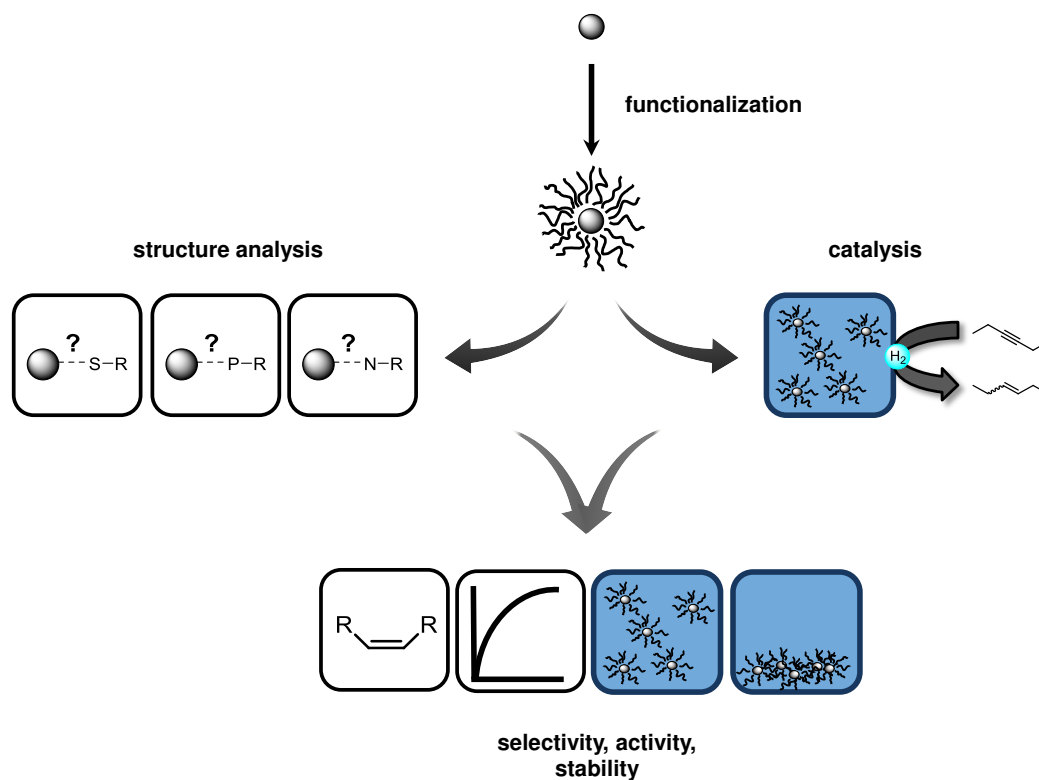 functionalization
structure analysis
catalysis
?
S–R
?
P–R
?
N–R
H₂
R
R
selectivity, activity,
stability